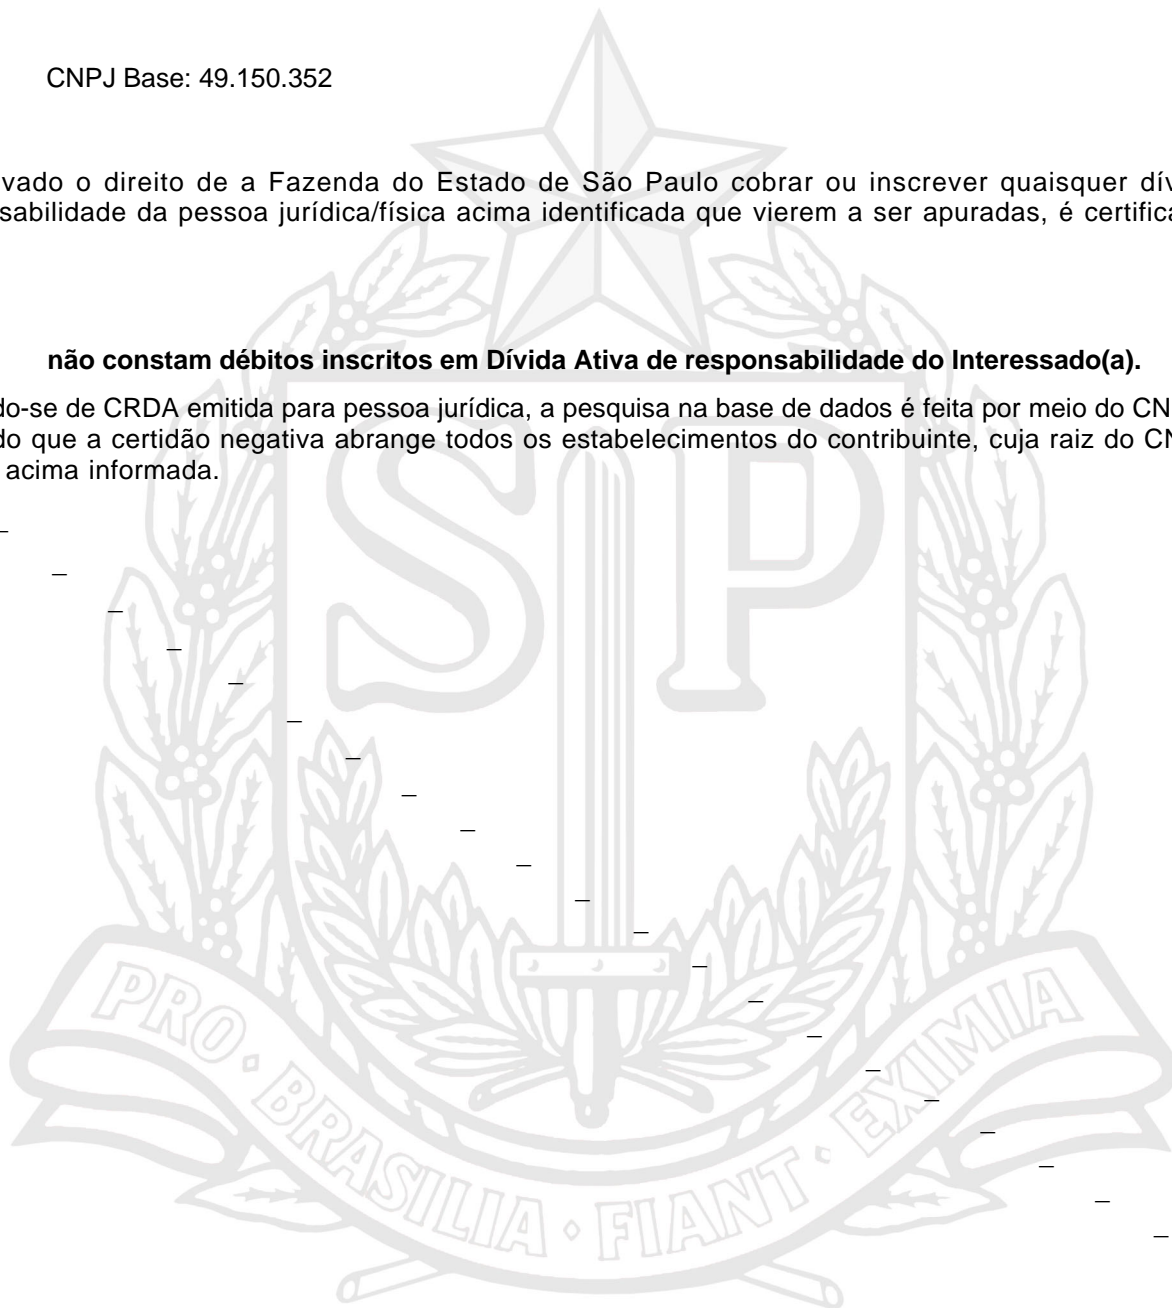 CNPJ Base: 49.150.352
vado o direito de a Fazenda do Estado de São Paulo cobrar ou inscrever quaisquer dív
sabilidade da pessoa jurídica/física acima identificada que vierem a ser apuradas, é certifica
não constam débitos inscritos em Dívida Ativa de responsabilidade do Interessado(a).
do-se de CRDA emitida para pessoa jurídica, a pesquisa na base de dados é feita por meio do CN
do que a certidão negativa abrange todos os estabelecimentos do contribuinte, cuja raiz do CN
acima informada.
SP
PRO · BRASILIA · FIANT · EXIMIA